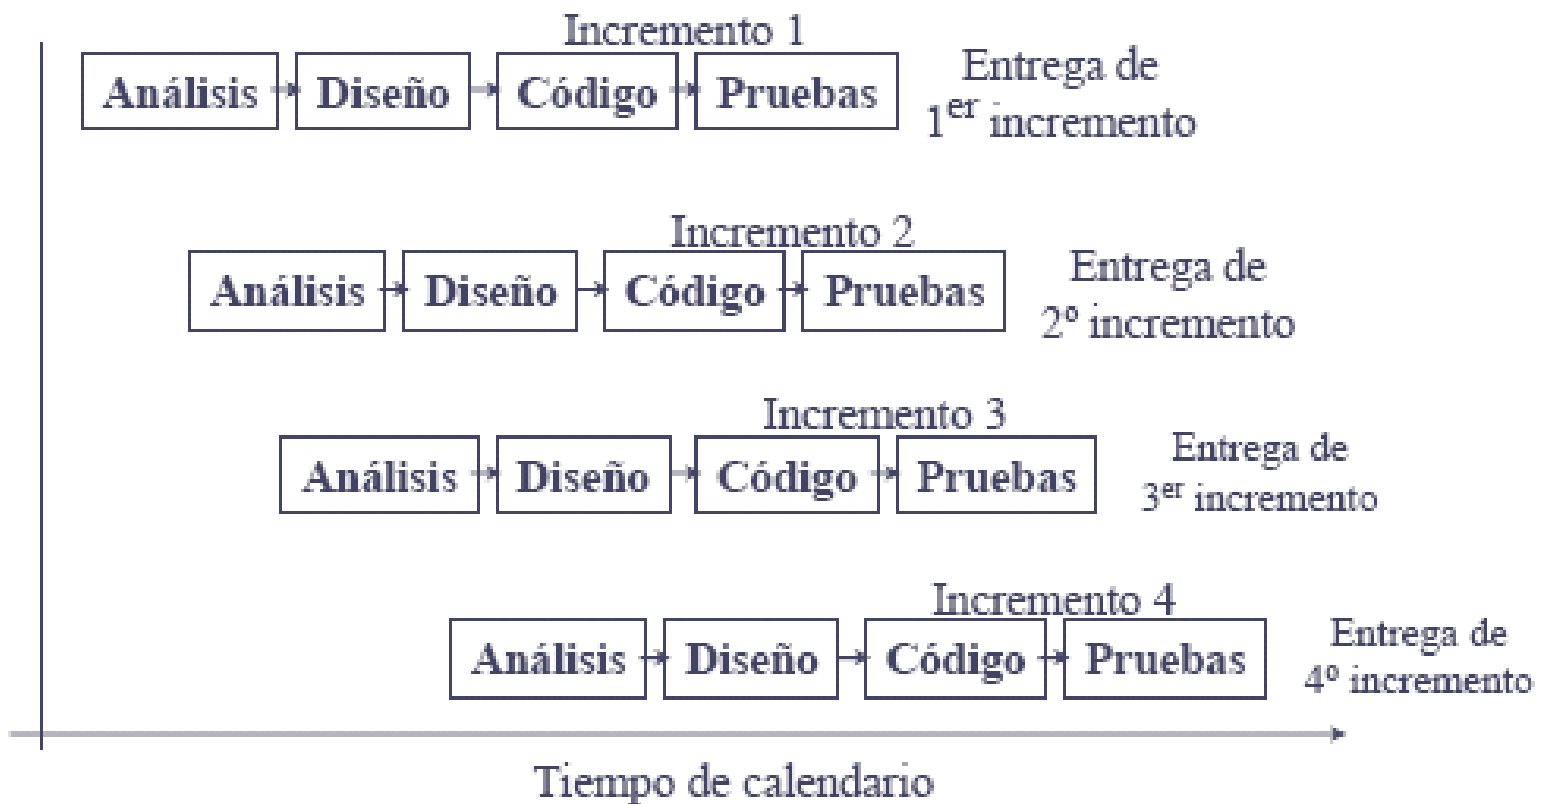 Incremento 1
Análisis Diseño Código Pruebas
Entrega de
1er incremento
Incremento 2
Análisis Diseño Código Pruebas
Entrega de
2º incremento
Incremento 3
Análisis Diseño Código Pruebas
Entrega de
3er incremento
Incremento 4
Análisis Diseño Código Pruebas
Entrega de
4º incremento
Tiempo de calendario